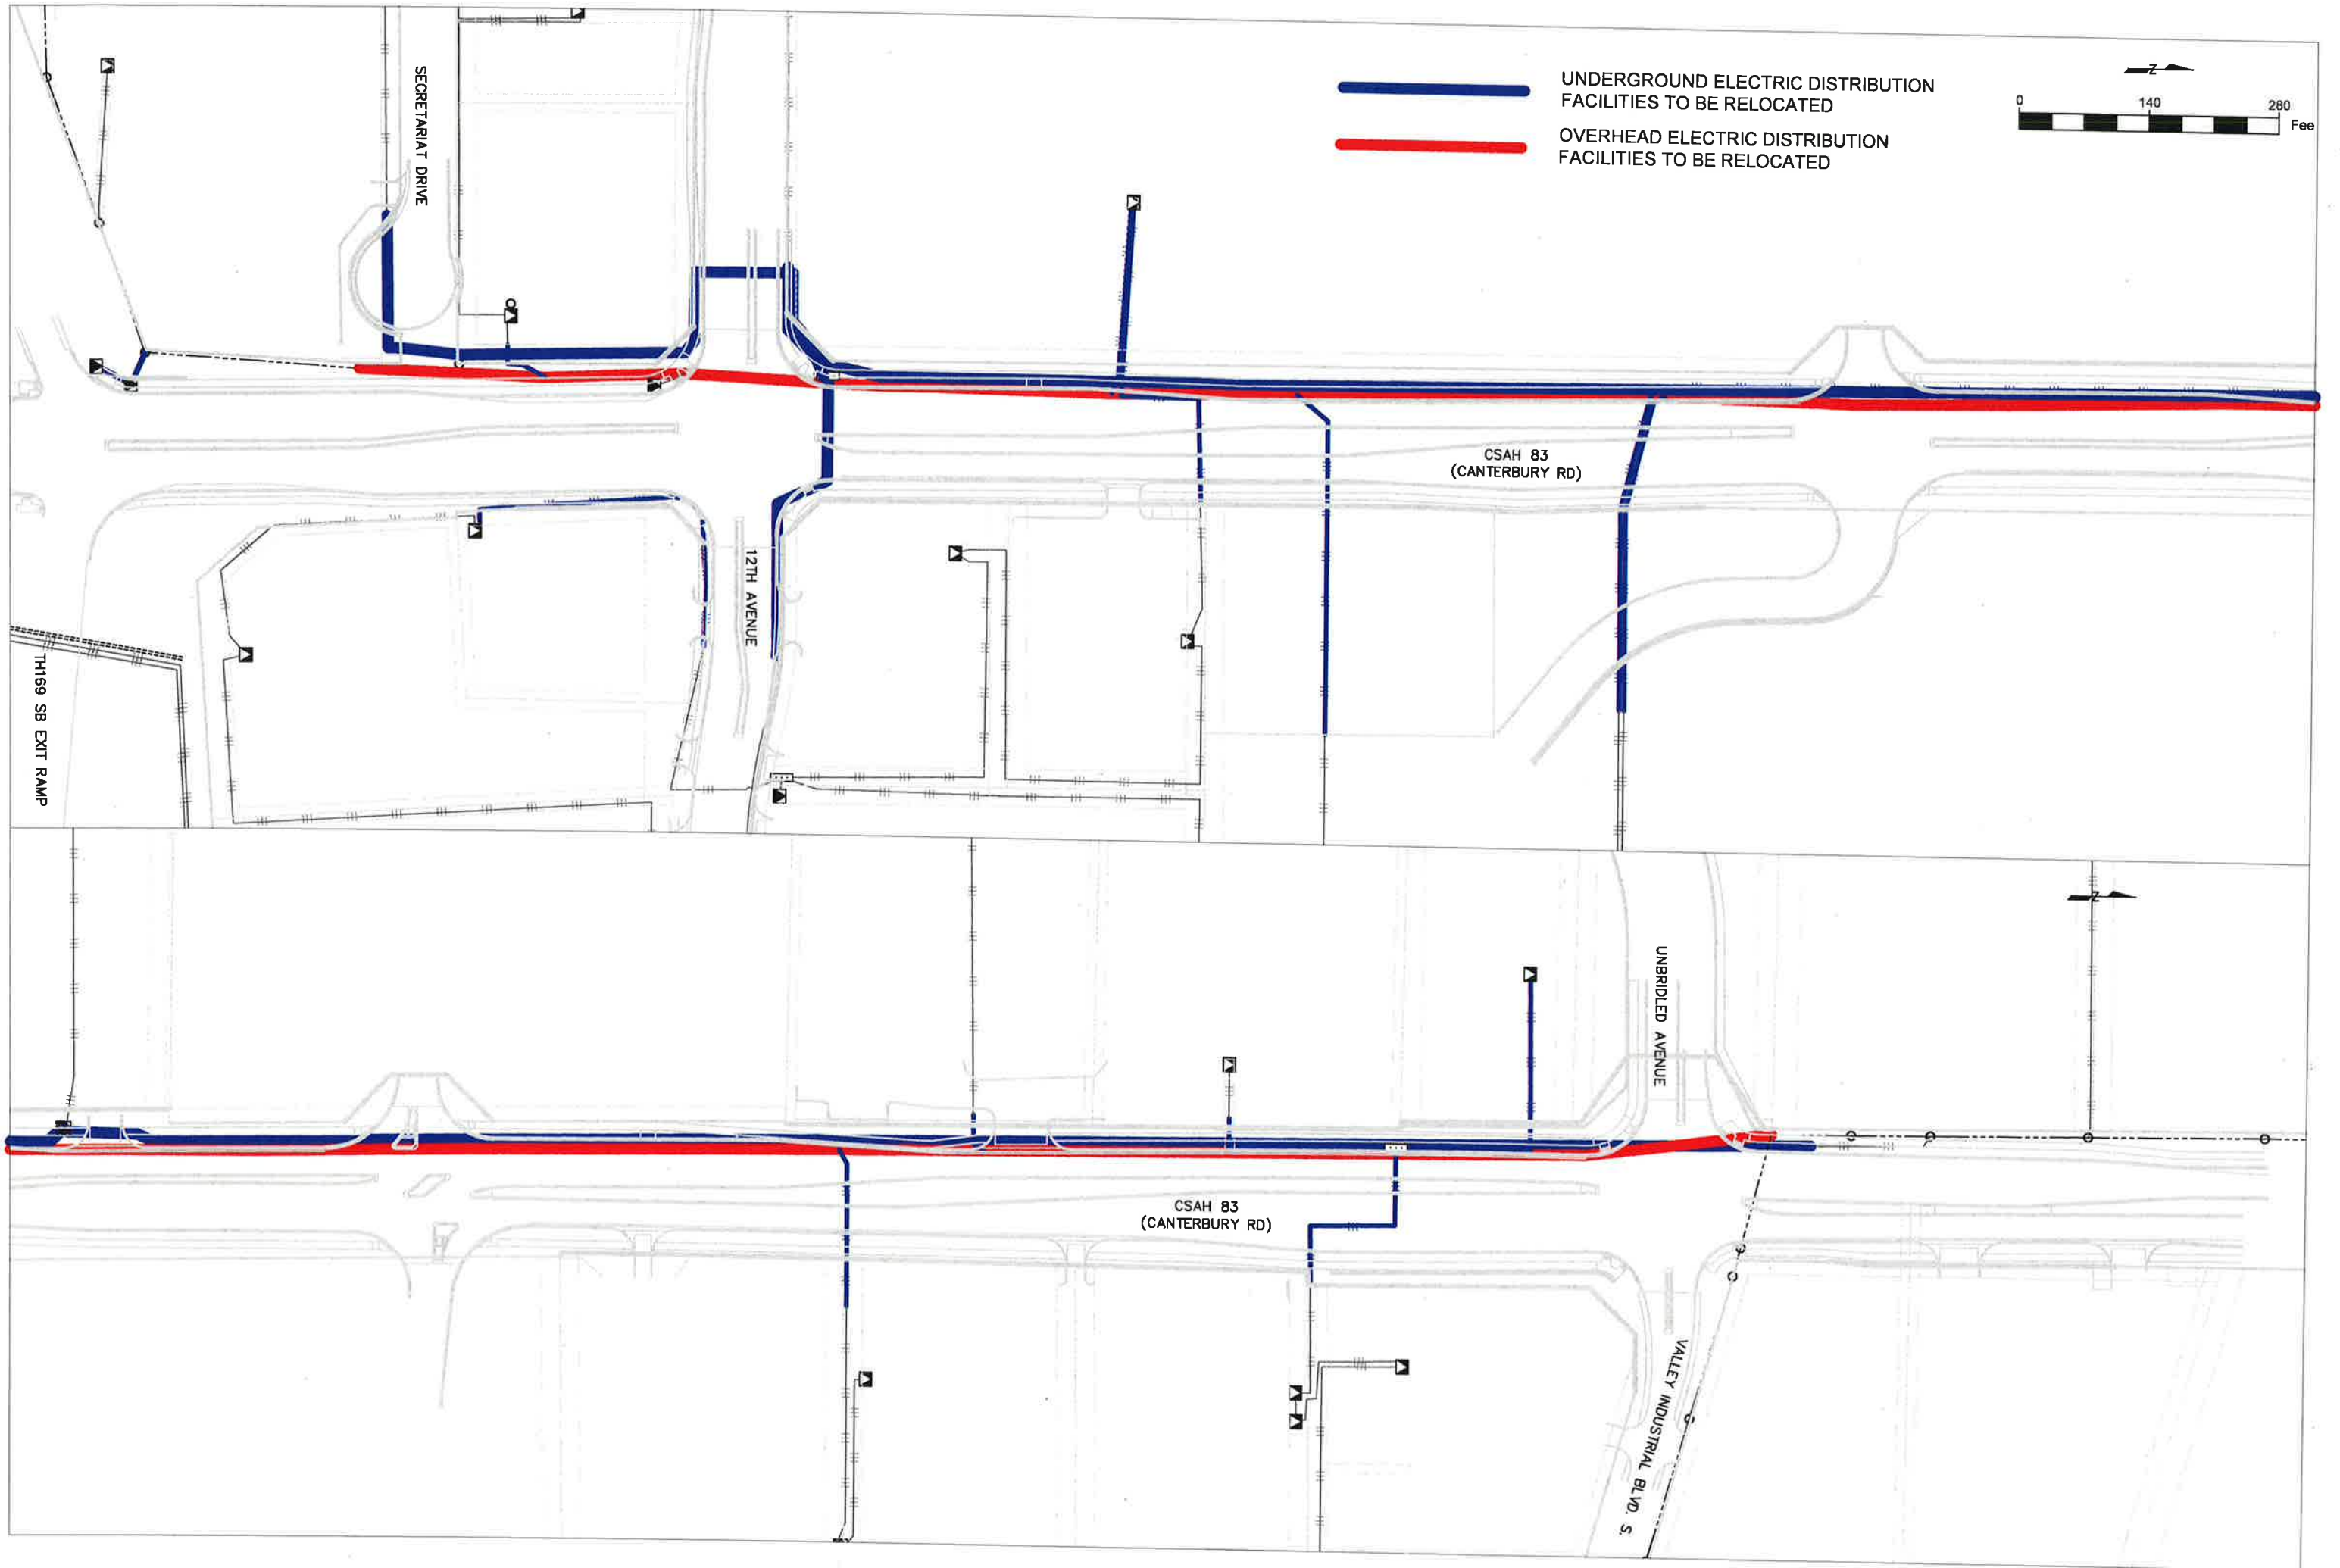 UNDERGROUND ELECTRIC DISTRIBUTION
FACILITIES TO BE RELOCATED
OVERHEAD ELECTRIC DISTRIBUTION
FACILITIES TO BE RELOCATED
Z
0 140 280
Fee
SECRETARIAT DRIVE
CSAH 83
(CANTERBURY RD)
12TH AVENUE
TH169 SB EXIT RAMP
Z
UNBRIDLED AVENUE
CSAH 83
(CANTERBURY RD)
VALLEY INDUSTRIAL BLVD. S.